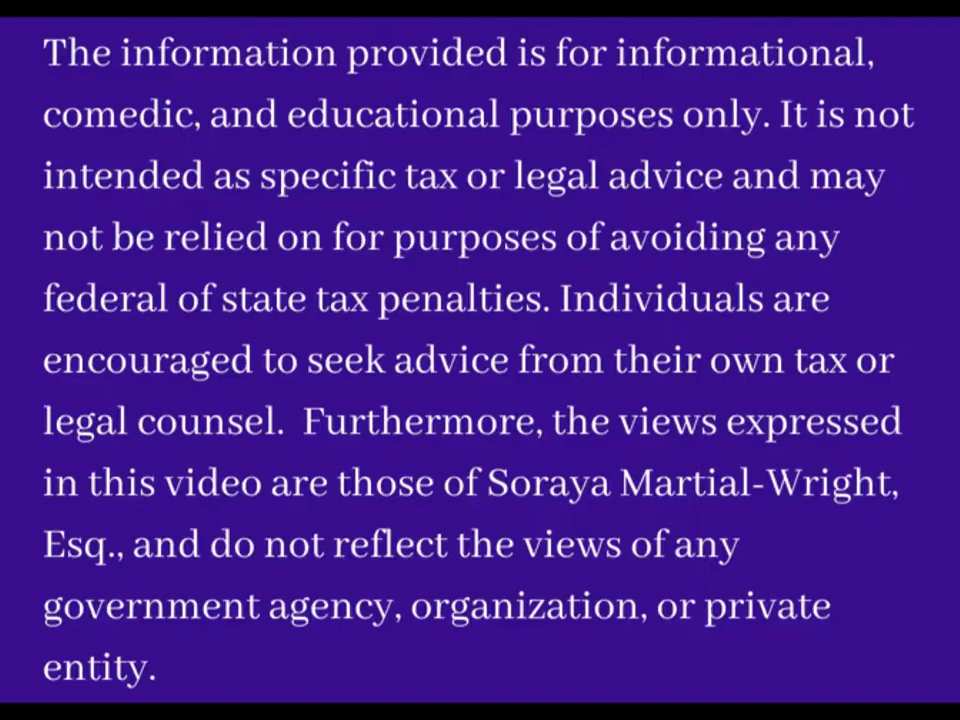 The information provided is for informational,
comedic, and educational purposes only. It is not
intended as specific tax or legal advice and may
not be relied on for purposes of avoiding any
federal of state tax penalties. Individuals are
encouraged to seek advice from their own tax or
legal counsel.  Furthermore, the views expressed
in this video are those of Soraya Martial-Wright,
Esq., and do not reflect the views of any
government agency, organization, or private
entity.